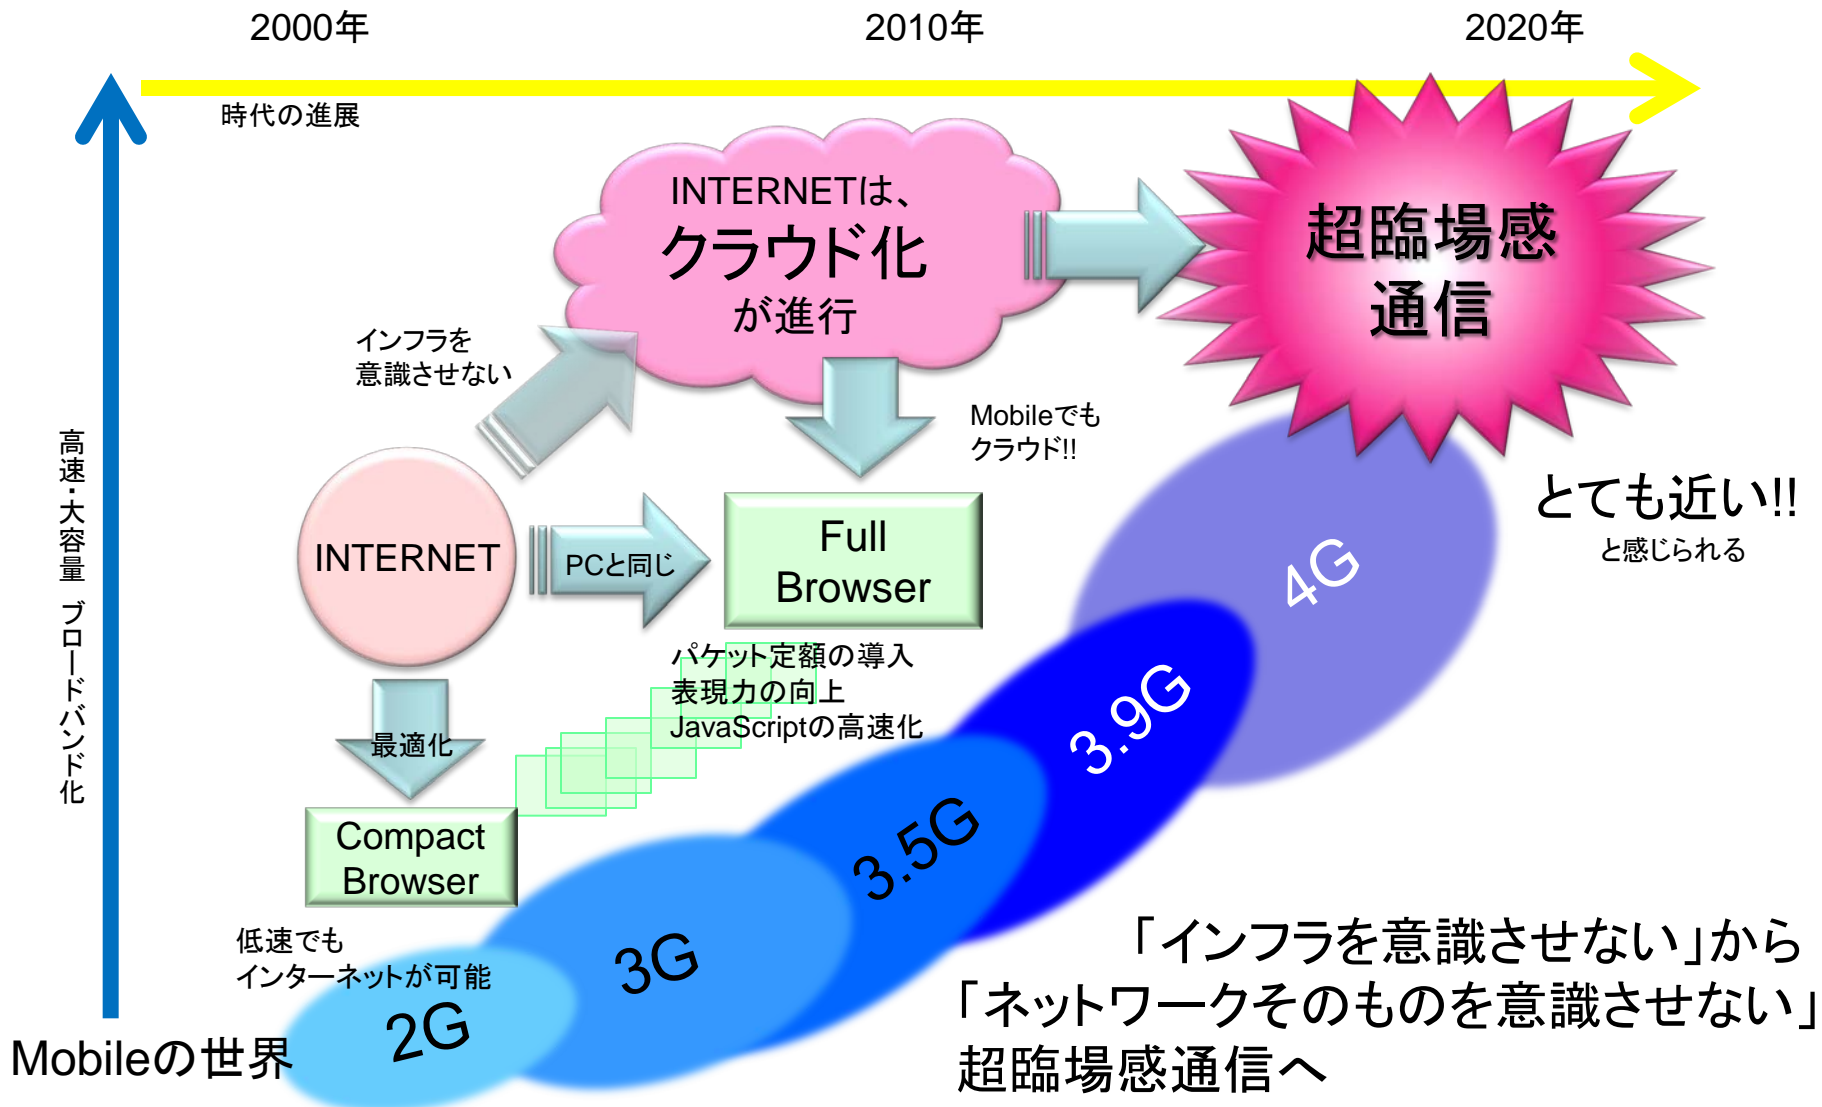 2000年
2010年
2020年
時代の進展
INTERNETは、
クラウド化
が進行
超臨場感
通信
インフラを
意識させない
Mobileでも
クラウド!!
高速・大容量 ブロードバンド化
INTERNET
PCと同じ
Full
Browser
とても近い!!
と感じられる
4G
パケット定額の導入
表現力の向上
JavaScriptの高速化
最適化
3.9G
Compact
Browser
3.5G
低速でも
インターネットが可能
3G
2G
Mobileの世界
「インフラを意識させない」から
「ネットワークそのものを意識させない」
超臨場感通信へ